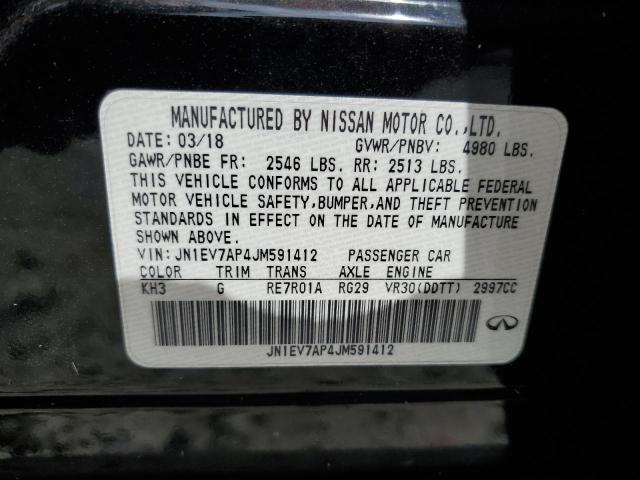 MANUFACTURED BY NISSAN MOTOR CO.,LTD.
DATE: 03/18 GVWR/PNBV: 4980 LBS.
GAWR/PNBE FR: 2546 LBS. RR: 2513 LBS.
THIS VEHICLE CONFORMS TO ALL APPLICABLE FEDERAL
MOTOR VEHICLE SAFETY,BUMPER,AND THEFT PREVENTION
STANDARDS IN EFFECT ON THE DATE OF MANUFACTURE
SHOWN ABOVE.
VIN: JN1EV7AP4JM591412 PASSENGER CAR
COLOR TRIM TRANS AXLE ENGINE
KH3 G RE7R01A RG29 VR30(DDTT) 2997CC
JN1EV7AP4JM591412